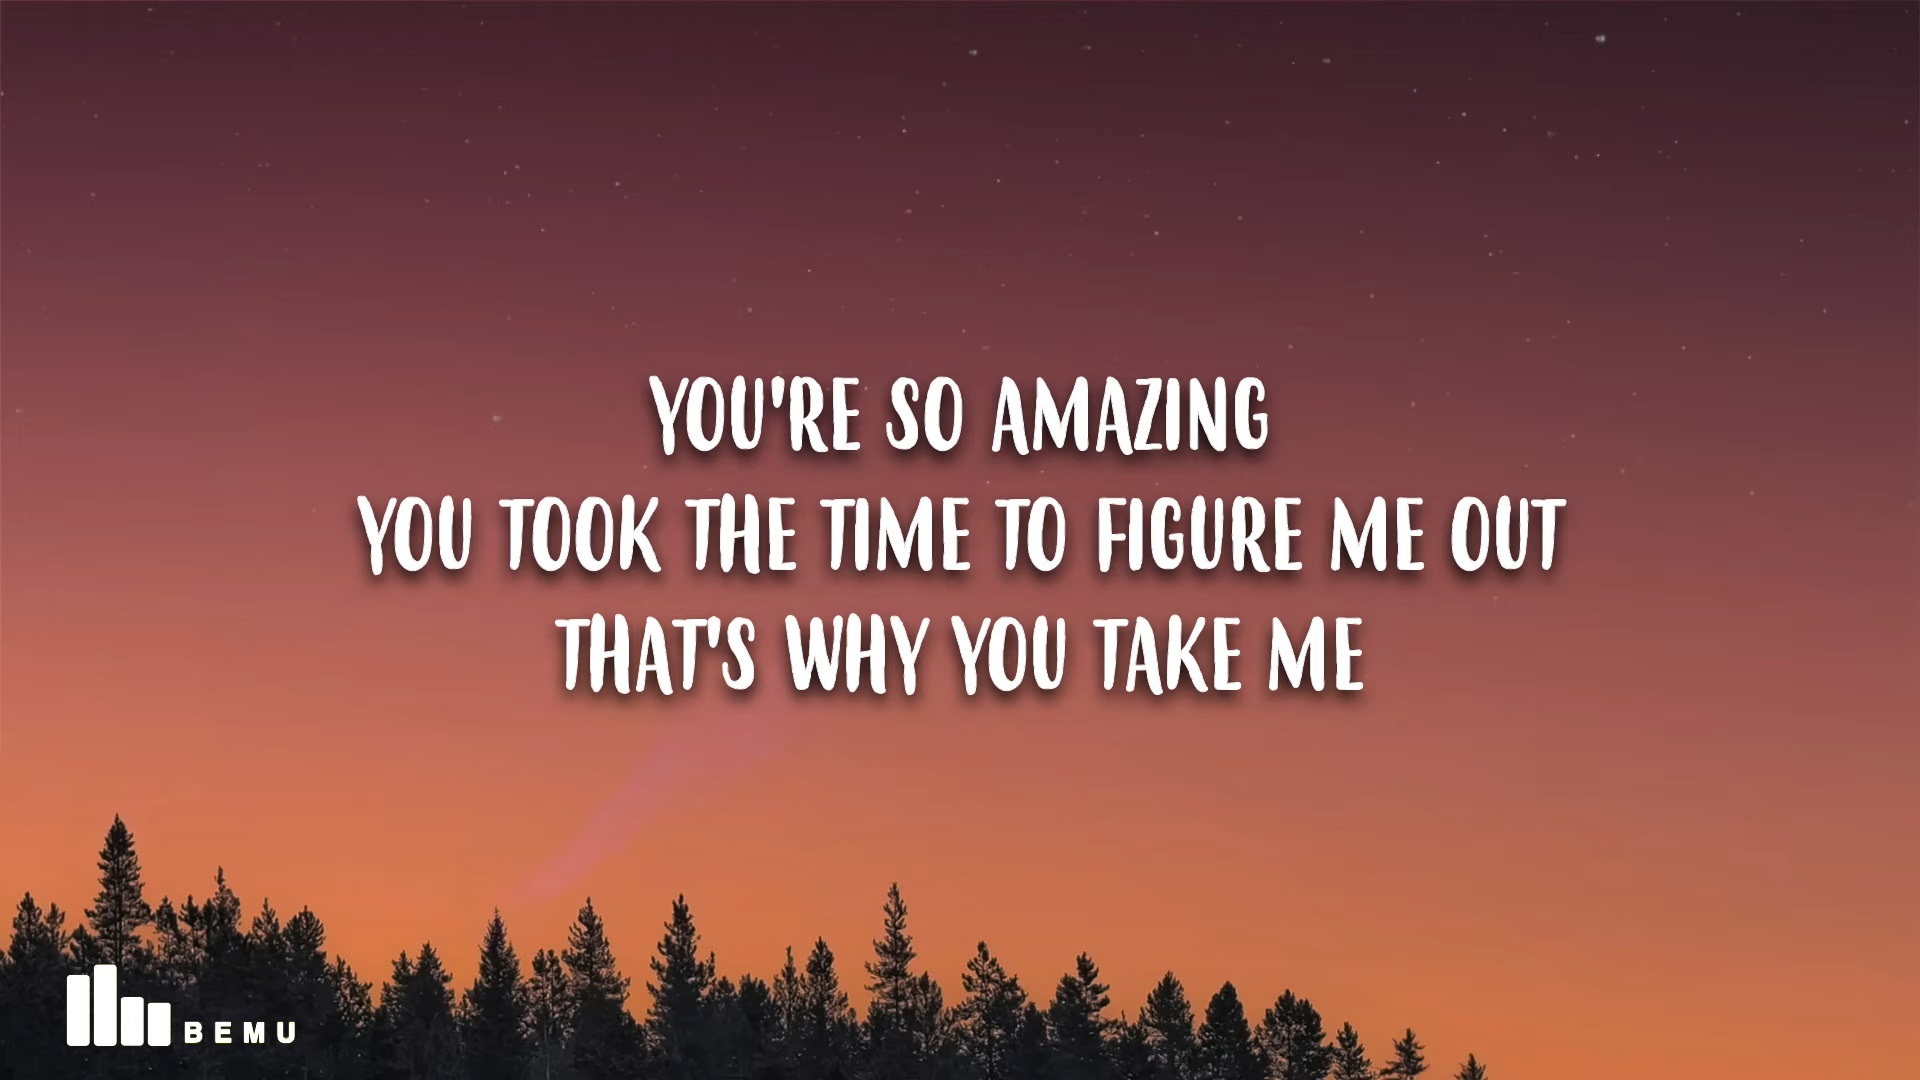 YOU'RE SO AMAZING
YOU TOOK THE TIME TO FIGURE ME OUT
THAT'S WHY YOU TAKE ME
BEMU